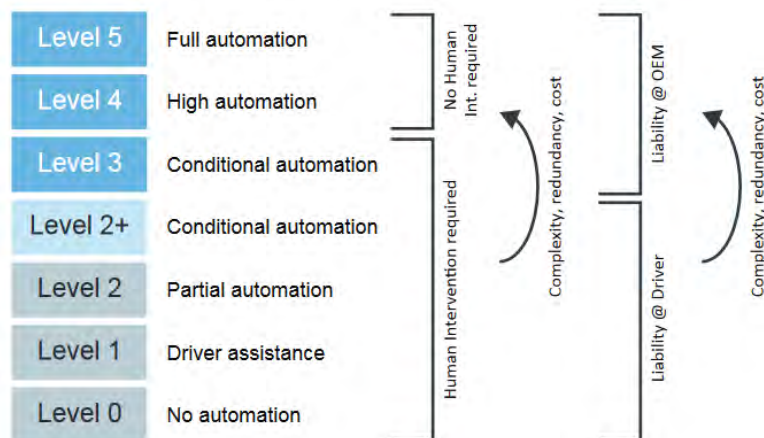 Level 5 Full automation
Level 4 High automation
Level 3 Conditional automation
Level 2+ Conditional automation
Level 2 Partial automation
Level 1 Driver assistance
Level 0 No automation
No Human
Int. required
Human Intervention required
Complexity, redundancy, cost
Liability @ OEM
Liability @ Driver
Complexity, redundancy, cost